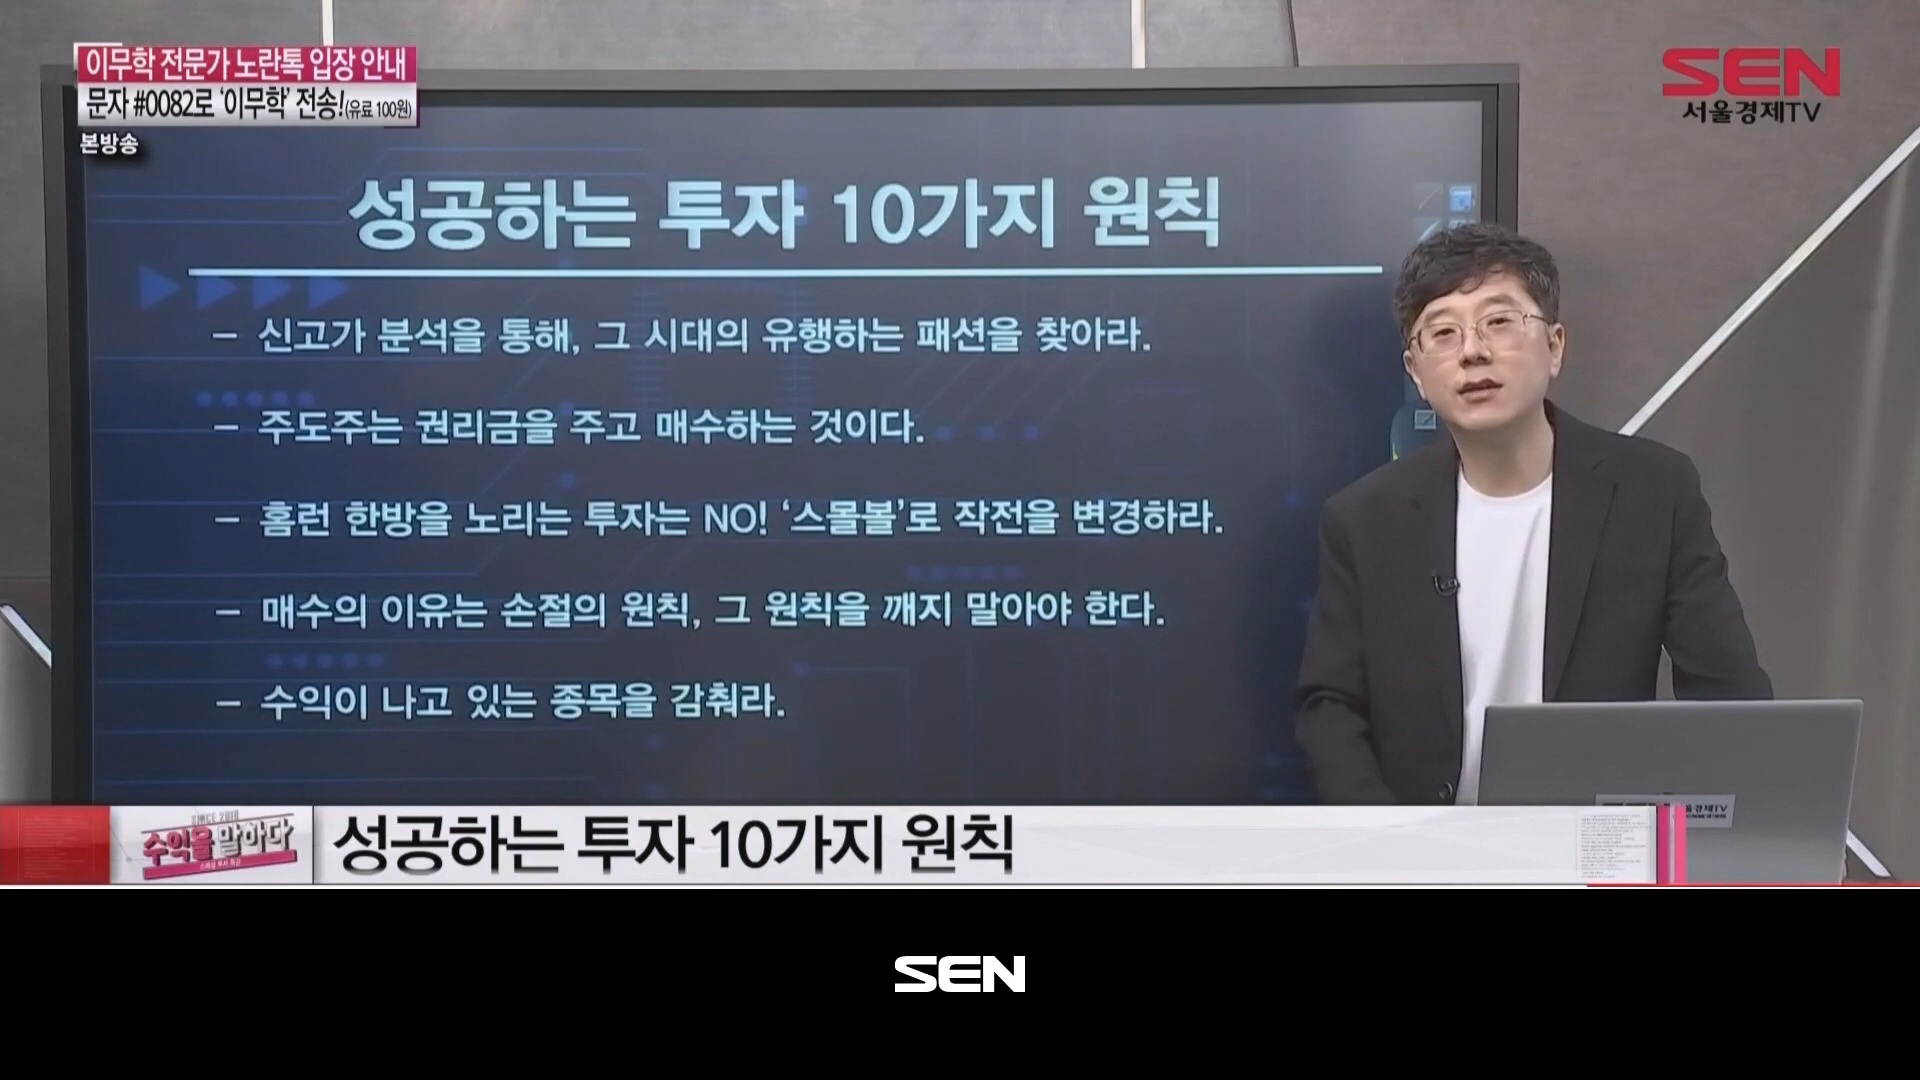 이무학 전문가 노란톡 입장 안내
문자 #0082로 '이무학' 전송!(유료 100원)
본방송
SEN
서울경제TV
성공하는 투자 10가지 원칙
- 신고가 분석을 통해, 그 시대의 유행하는 패션을 찾아라.
- 주도주는 권리금을 주고 매수하는 것이다.
- 홈런 한방을 노리는 투자는 NO! '스몰볼'로 작전을 변경하라.
- 매수의 이유는 손절의 원칙, 그 원칙을 깨지 말아야 한다.
- 수익이 나고 있는 종목을 감춰라.
수익을 말하다
성공하는 투자 10가지 원칙
SEN